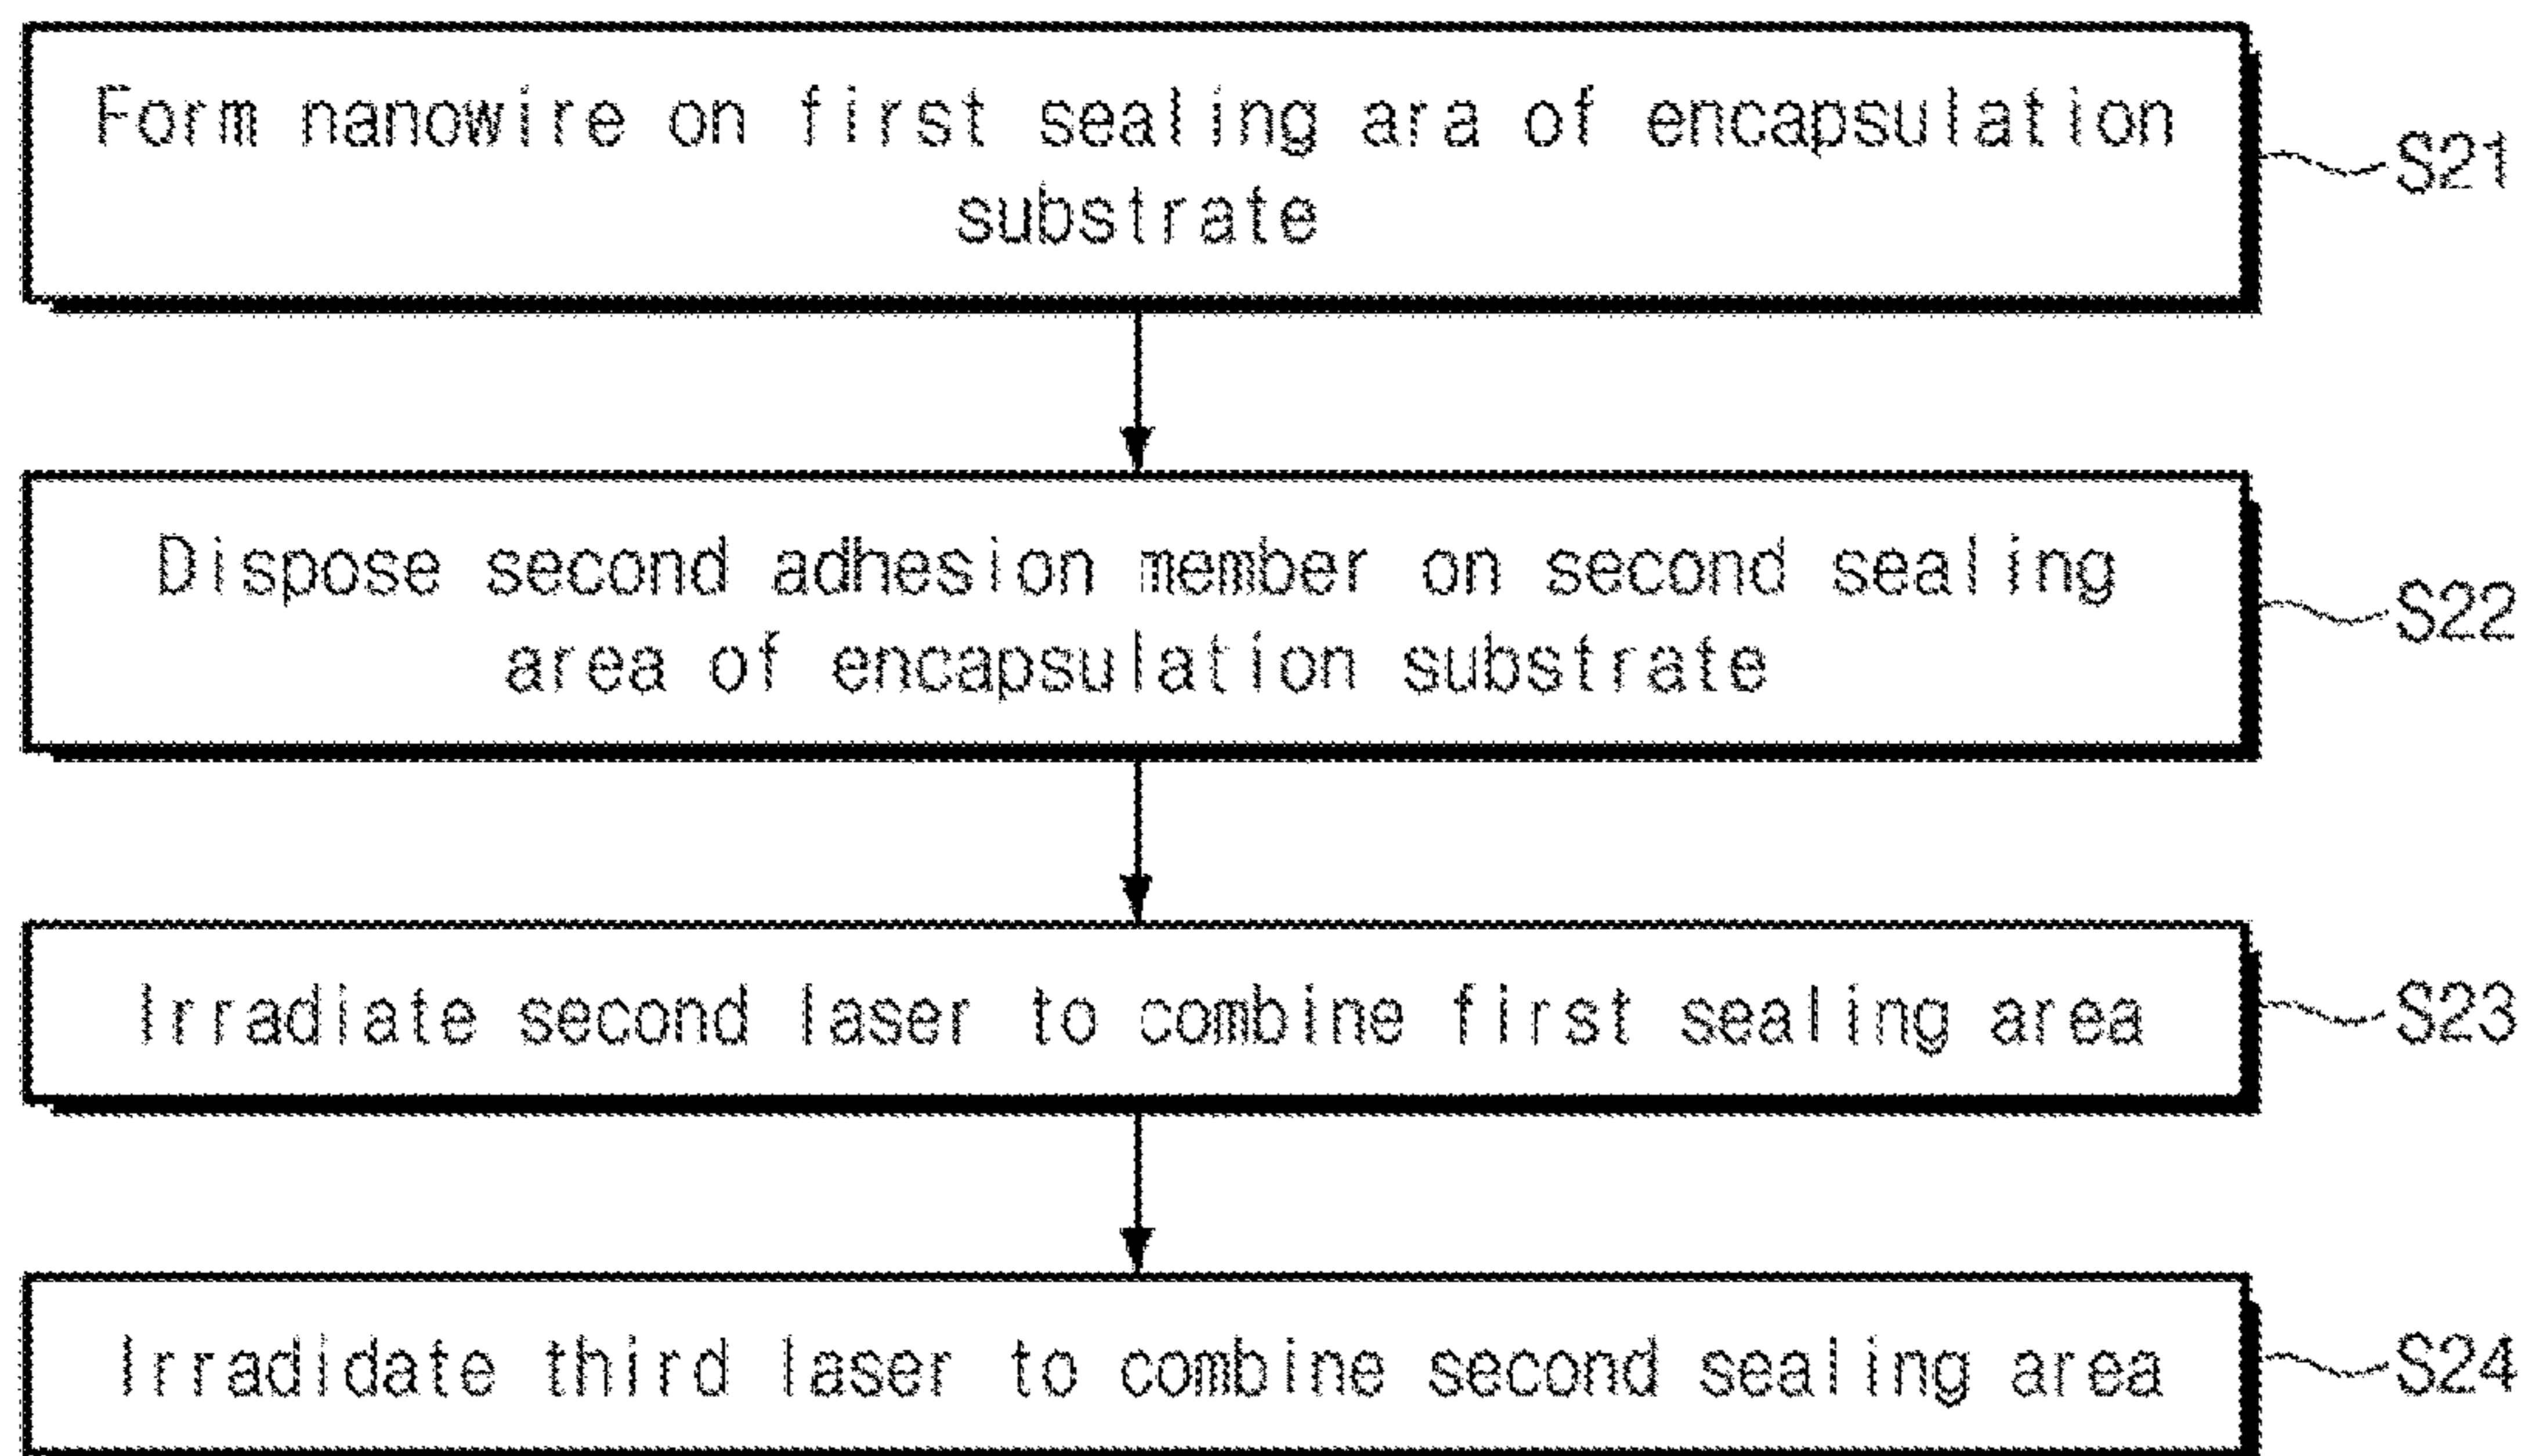 Form nanowire on first sealing ara of encapsulation
substrate
S21
Dispose second adhesion member on second sealing
area of encapsulation substrate
S22
Irradiate second laser to combine first sealing area
S23
Irradidate third laser to combine second sealing area
S24